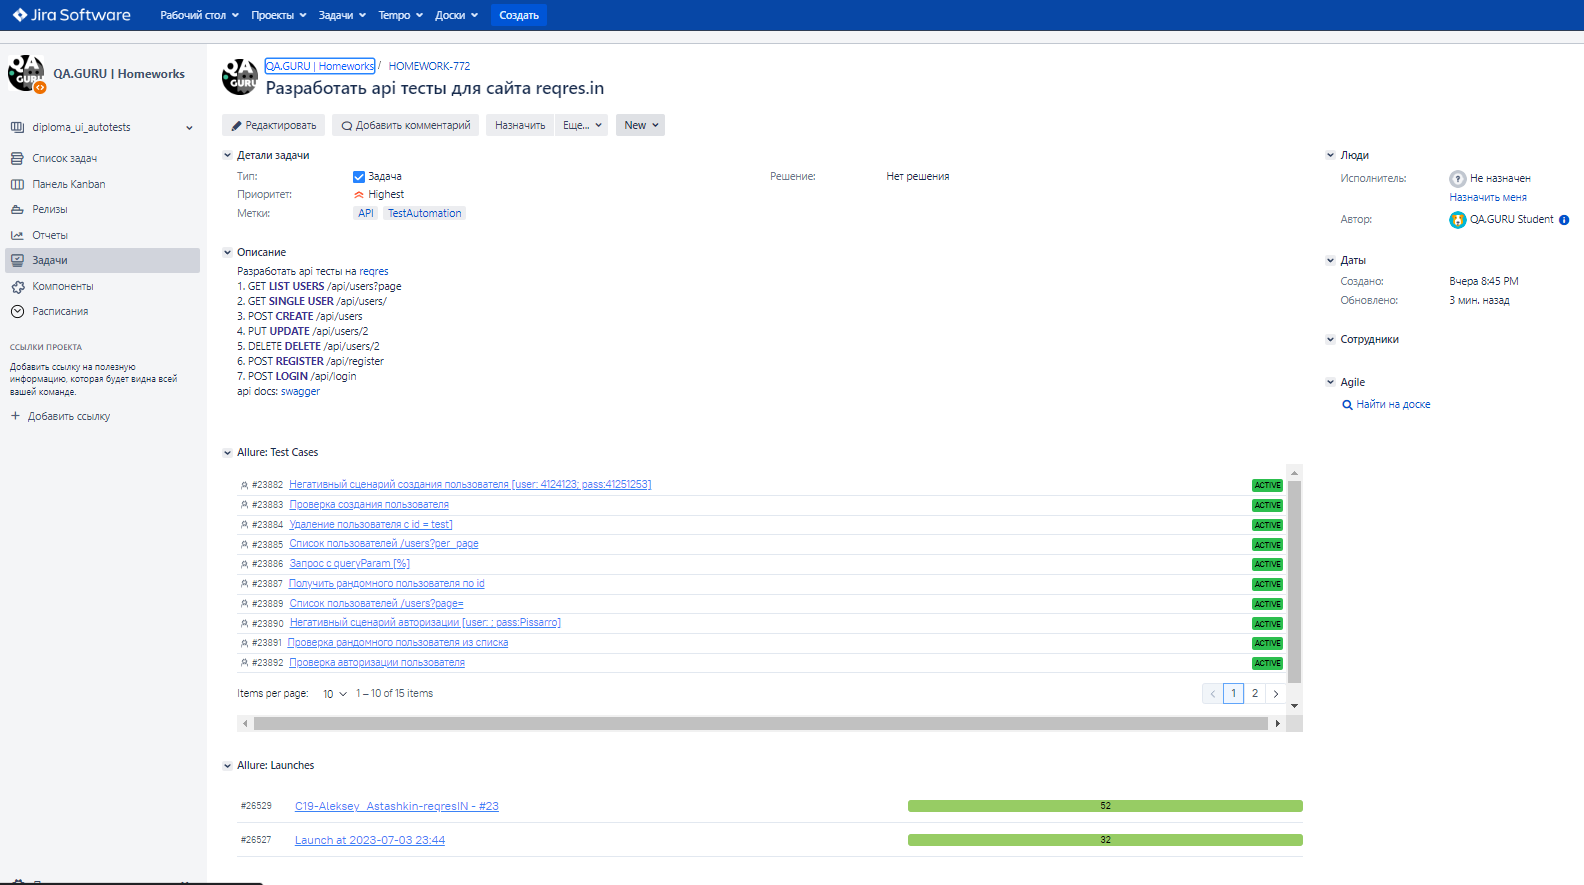 Jira Software
Рабочий стол Проекты Задачи Tempo Доски Создать
QA.GURU | Homeworks
diploma_ui_autotests
Список задач
Панель Kanban
Релизы
Отчеты
Задачи
Компоненты
Расписания
ССЫЛКИ ПРОЕКТА
Добавить ссылку на полезную
информацию, которая будет видна всей
вашей команде.
+ Добавить ссылку
QA.GURU | Homeworks / HOMEWORK-772
Разработать api тесты для сайта reqres.in
Редактировать Добавить комментарий Назначить Еще... New
Детали задачи
Тип: Задача
Приоритет: Highest
Метки: API TestAutomation
Решение: Нет решения
Описание
Разработать api тесты на reqres
1. GET LIST USERS /api/users?page
2. GET SINGLE USER /api/users/
3. POST CREATE /api/users
4. PUT UPDATE /api/users/2
5. DELETE DELETE /api/users/2
6. POST REGISTER /api/register
7. POST LOGIN /api/login
api docs: swagger
Allure: Test Cases
#23882 Негативный сценарий создания пользователя [user: 4124123; pass:41251253] ACTIVE
#23883 Проверка создания пользователя ACTIVE
#23884 Удаление пользователя с id = test] ACTIVE
#23885 Список пользователей /users?per_page ACTIVE
#23886 Запрос с queryParam [%] ACTIVE
#23887 Получить рандомного пользователя по id ACTIVE
#23889 Список пользователей /users?page= ACTIVE
#23890 Негативный сценарий авторизации [user: ; pass:Pissarro] ACTIVE
#23891 Проверка рандомного пользователя из списка ACTIVE
#23892 Проверка авторизации пользователя ACTIVE
Items per page: 10 1 – 10 of 15 items < 1 2 >
Allure: Launches
#26529 C19-Aleksey_Astashkin-reqresIN - #23 52
#26527 Launch at 2023-07-03 23:44 32
Люди
Исполнитель: Не назначен
Назначить меня
Автор: QA.GURU Student
Даты
Создано: Вчера 8:45 PM
Обновлено: 3 мин. назад
Сотрудники
Agile
Найти на доске